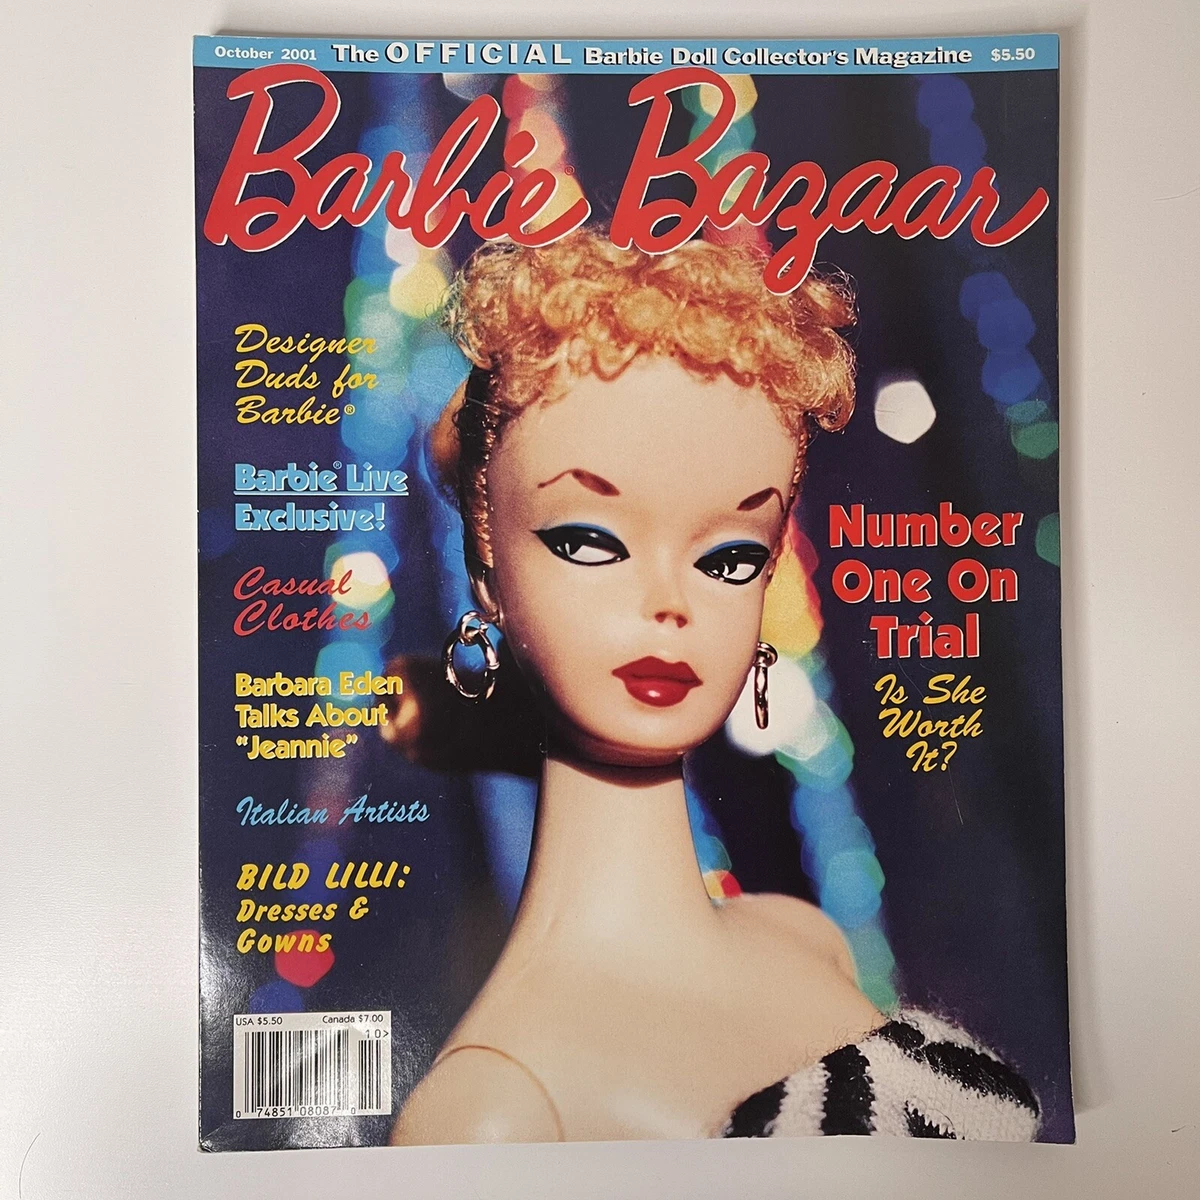 October 2001 The OFFICIAL Barbie Doll Collector's Magazine $5.50
Barbie® Bazaar
Designer
Duds for
Barbie®
Barbie® Live
Exclusive!
Casual
Clothes
Barbara Eden
Talks About
"Jeannie"
Italian Artists
BILD LILLI:
Dresses &
Gowns
Number
One On
Trial
Is She
Worth
It?
USA $5.50 Canada $7.00
10>
0 74851 08087 0